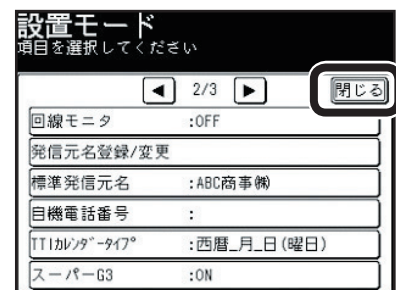 設置モード
項目を選択してください
◀ 2/3 ▶ 閉じる
回線モニタ :OFF
発信元名登録/変更
標準発信元名 :ABC商事㈱
自機電話番号 :
TTIｶﾚﾝﾀﾞｰﾀｲﾌﾟ :西暦_月_日(曜日)
スーパーG3 :ON